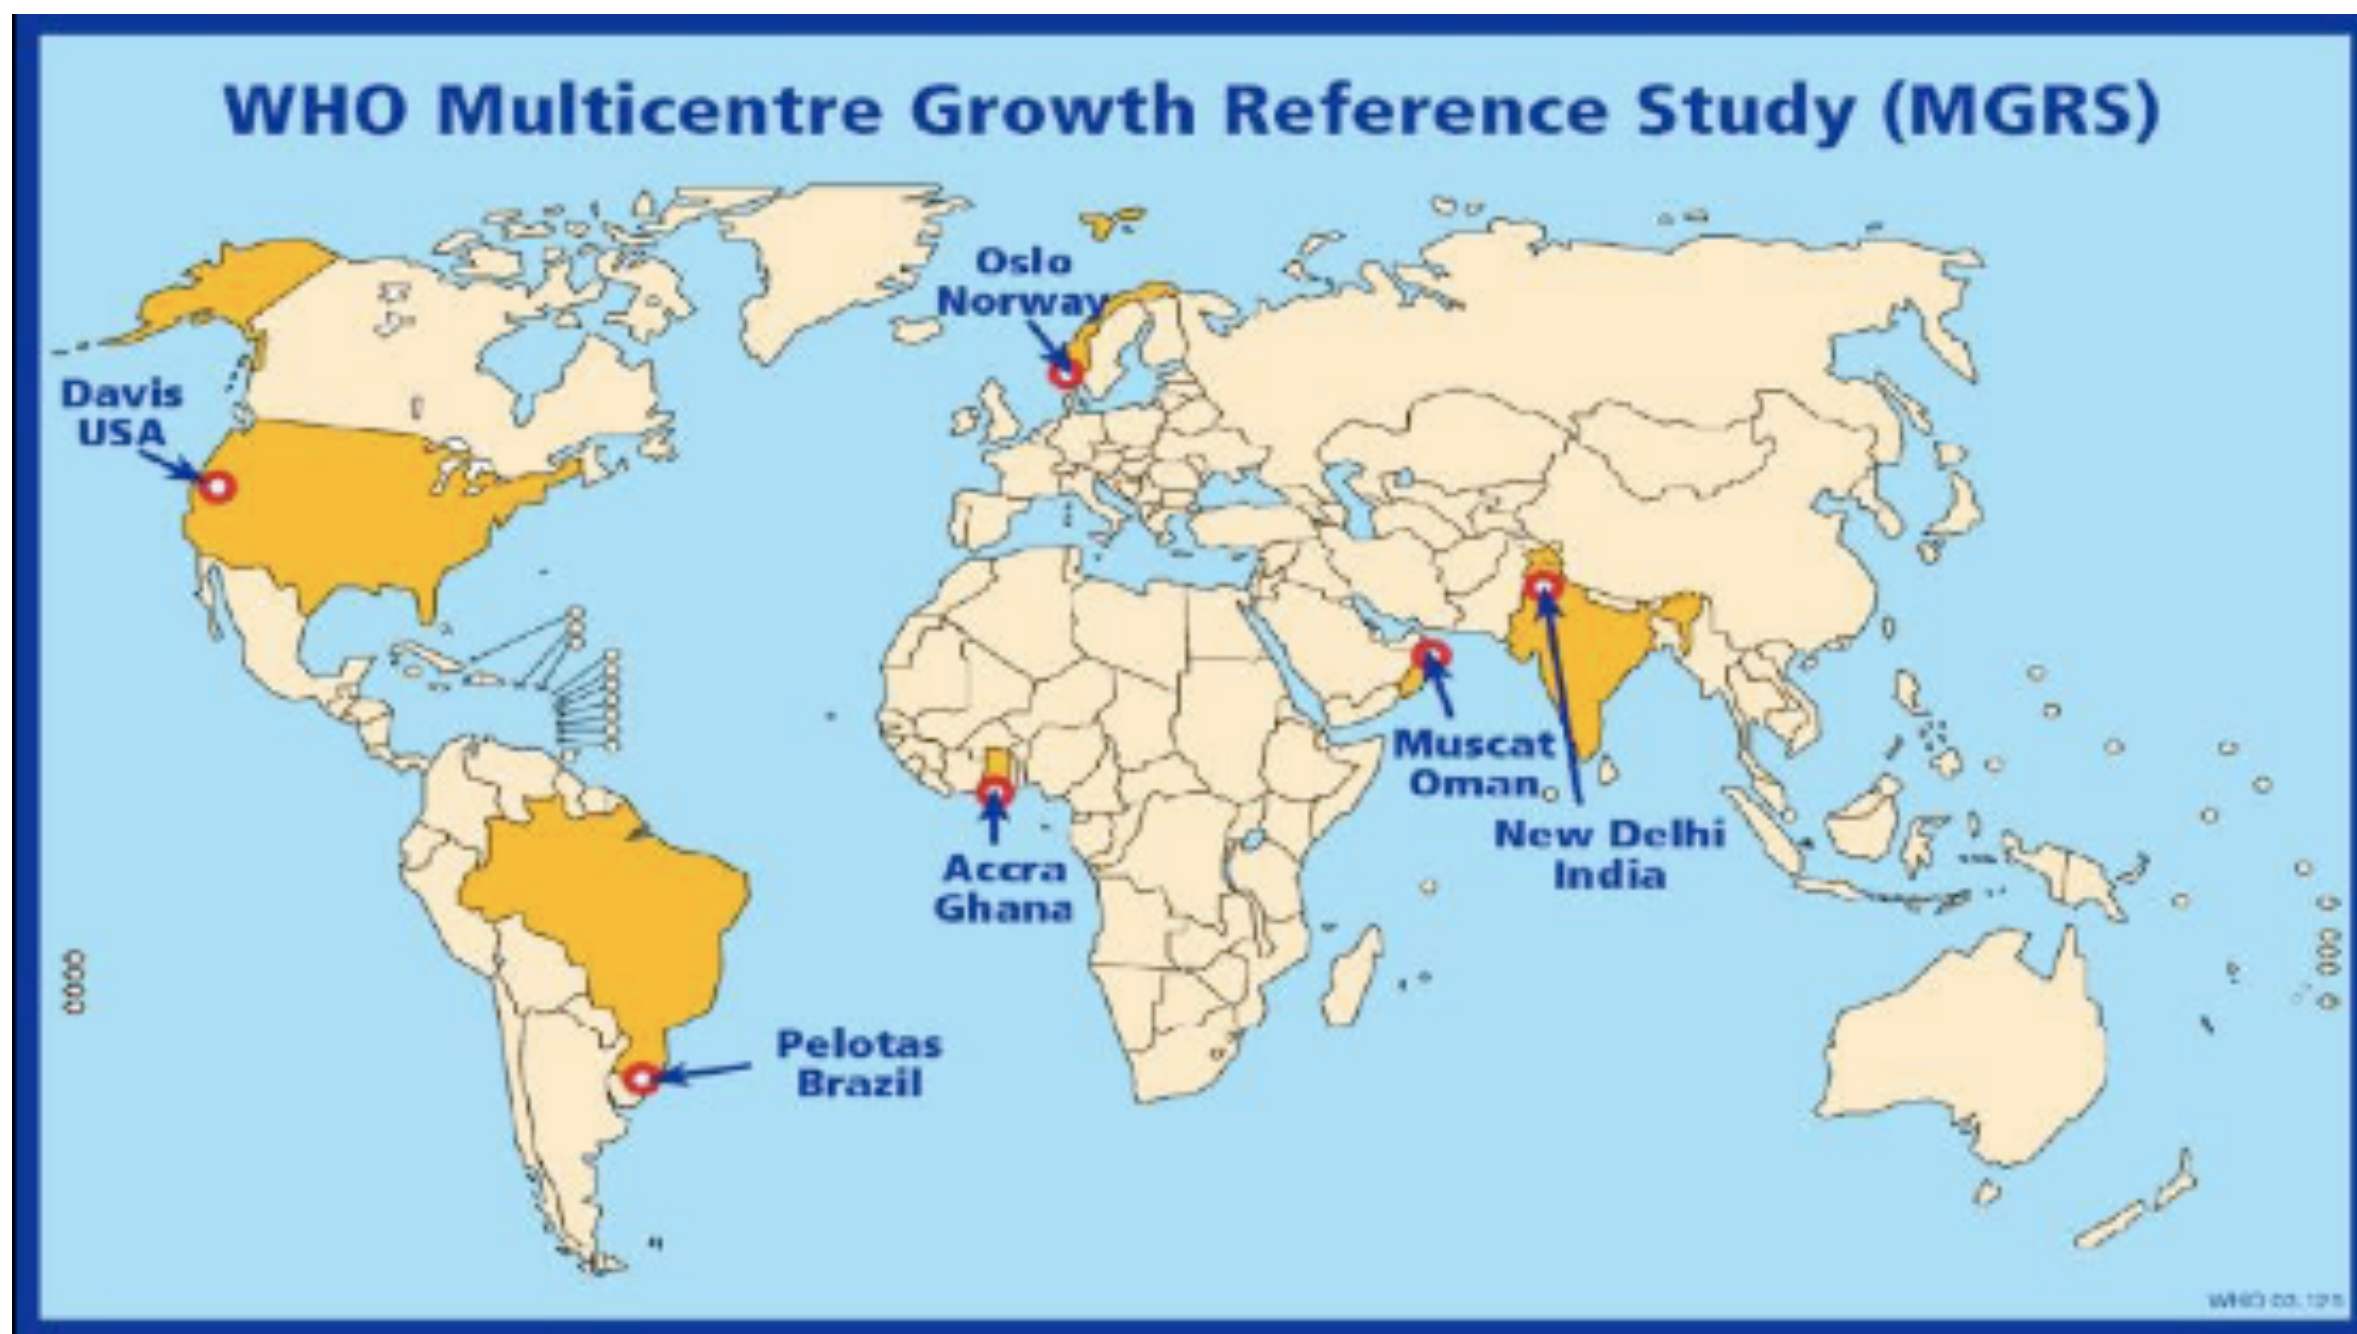 WHO Multicentre Growth Reference Study (MGRS)
Oslo
Norway
Davis
USA
Muscat
Oman
New Delhi
India
Accra
Ghana
Pelotas
Brazil
WHO